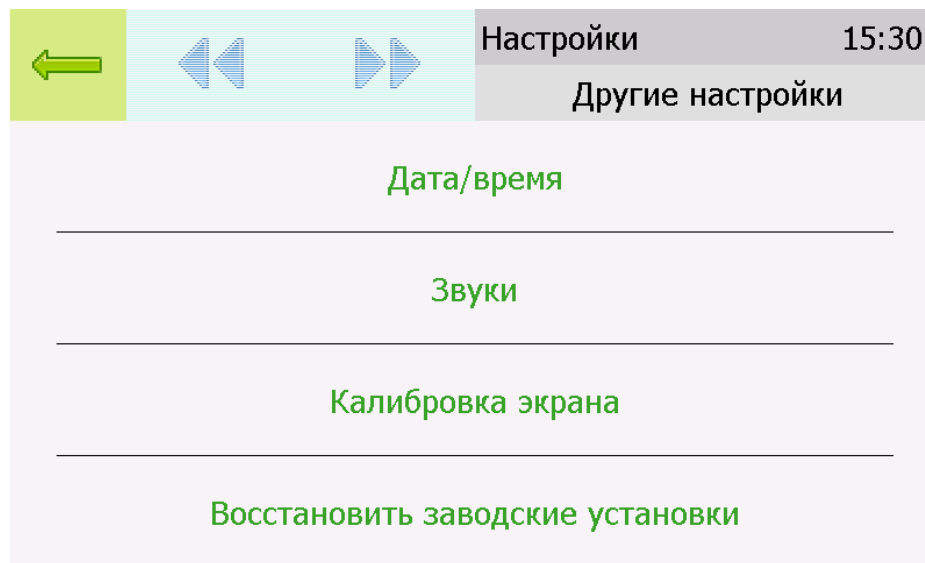 Настройки 15:30
Другие настройки
Дата/время
Звуки
Калибровка экрана
Восстановить заводские установки